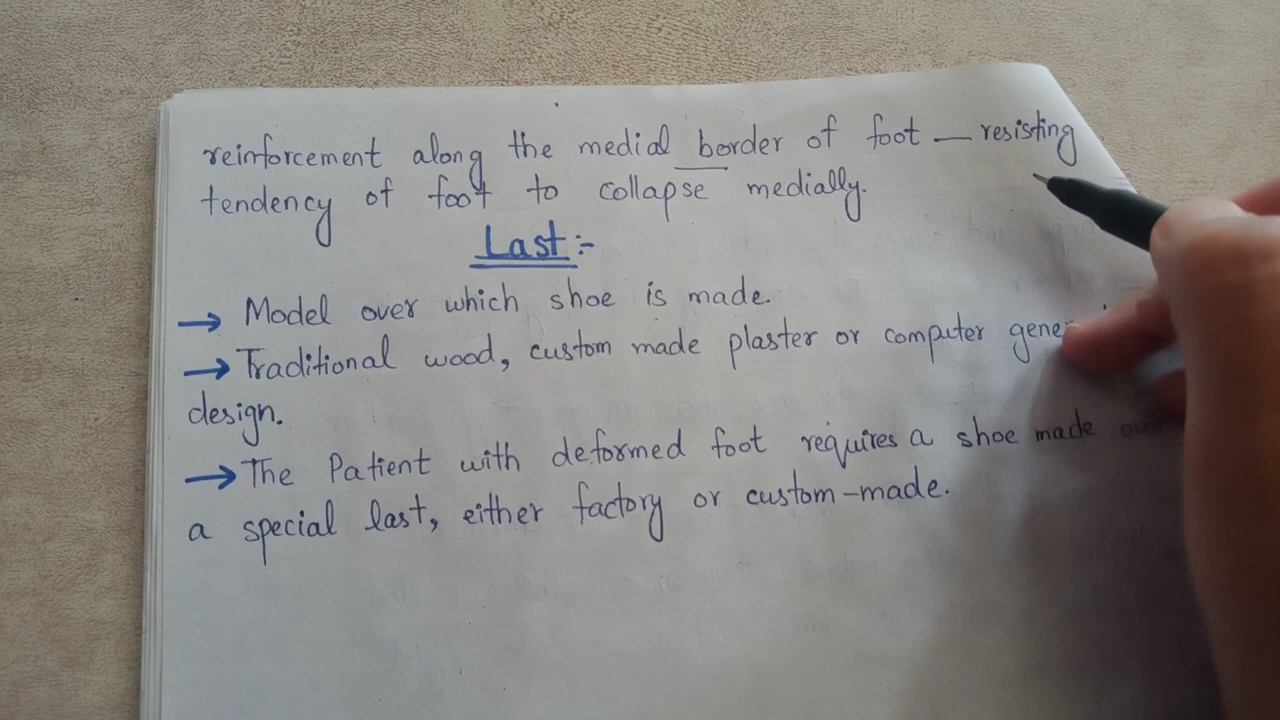 reinforcement along the medial border of foot — resisting
tendency of foot to collapse medially.
Last:-
→ Model over which shoe is made.
→ Traditional wood, custom made plaster or computer
design.
→ The Patient with deformed foot requires a shoe made over
a special last, either factory or custom-made.